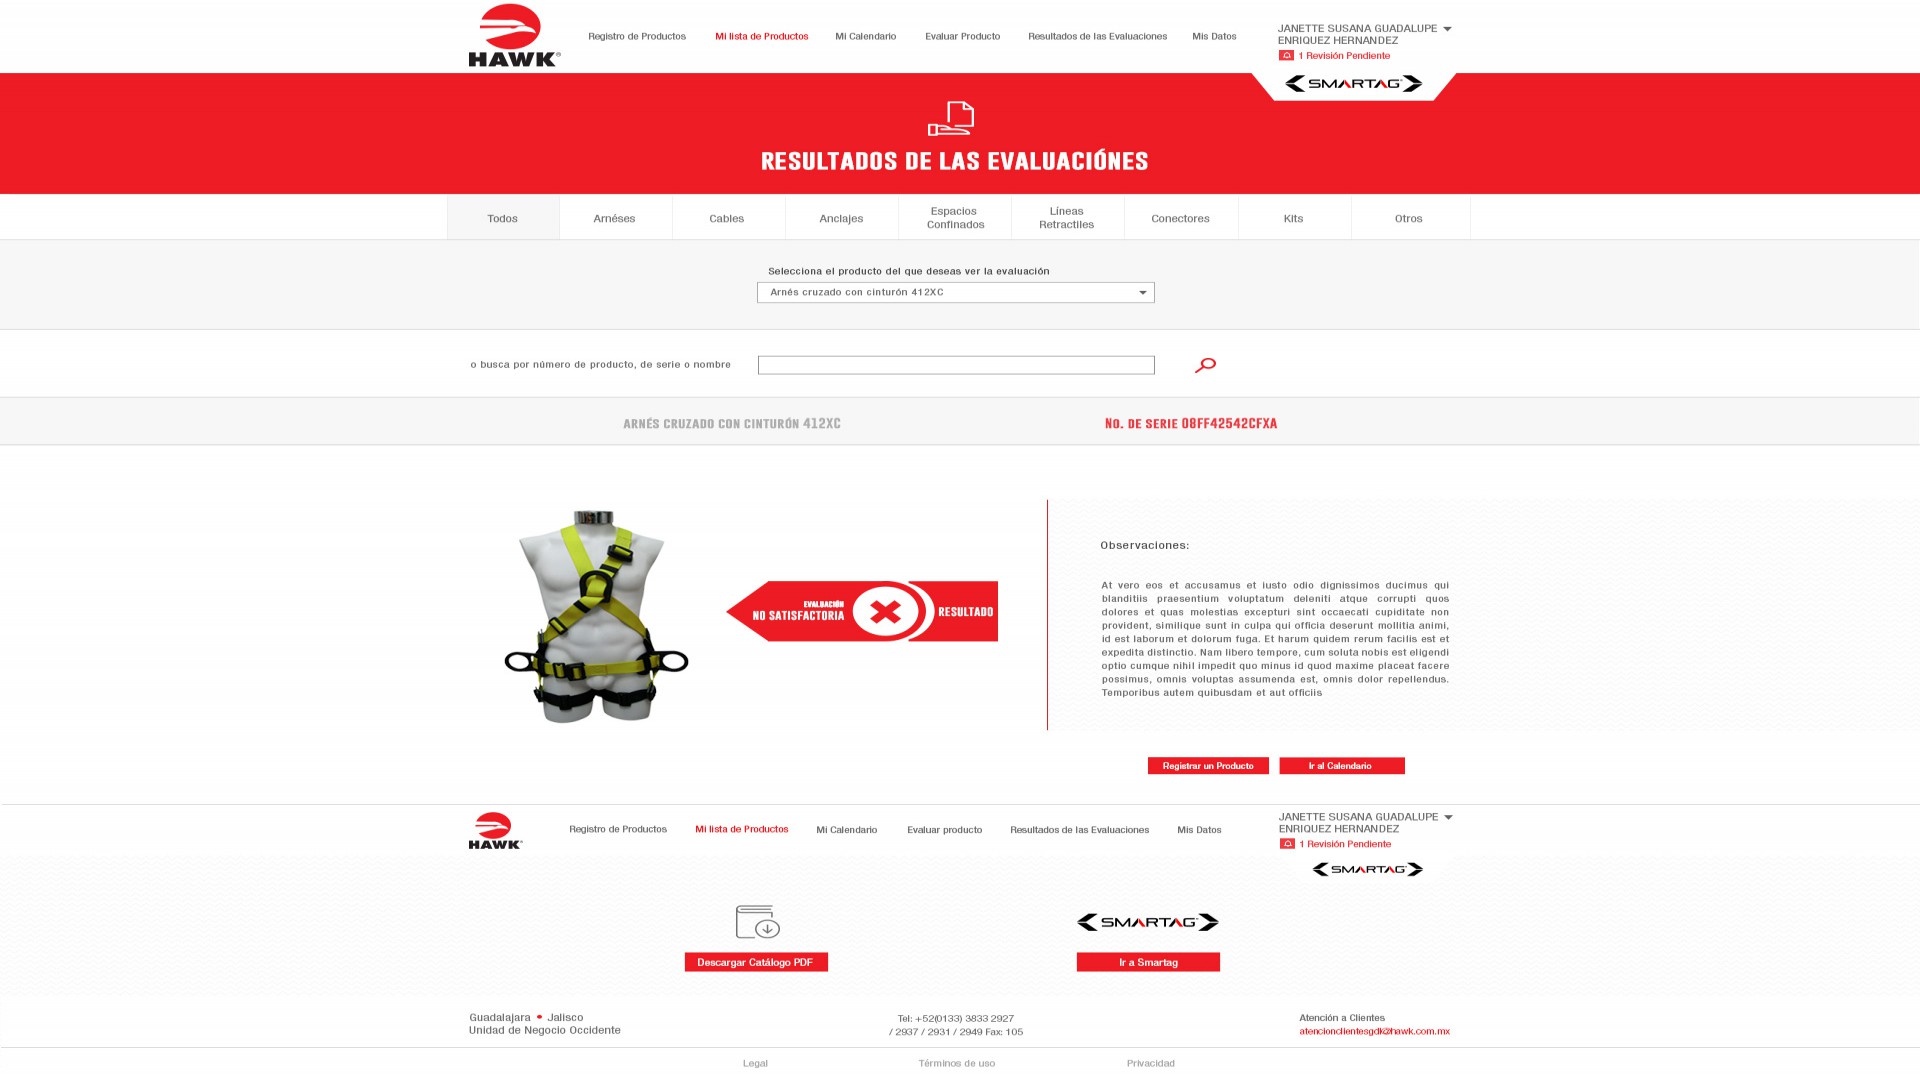 HAWK®
Registro de Productos
Mi lista de Productos
Mi Calendario
Evaluar Producto
Resultados de las Evaluaciones
Mis Datos
JANETTE SUSANA GUADALUPE
ENRIQUEZ HERNANDEZ
1 Revisión Pendiente
SMARTAG
RESULTADOS DE LAS EVALUACIÓNES
Todos
Arnéses
Cables
Anclajes
Espacios
Confinados
Líneas
Retractiles
Conectores
Kits
Otros
Selecciona el producto del que deseas ver la evaluación
Arnés cruzado con cinturón 412XC
o busca por número de producto, de serie o nombre
ARNÉS CRUZADO CON CINTURÓN 412XC
No. DE SERIE 08FF42542CFXA
EVALUACIÓN
NO SATISFACTORIA
RESULTADO
Observaciones:
At vero eos et accusamus et iusto odio dignissimos ducimus qui
blanditiis praesentium voluptatum deleniti atque corrupti quos
dolores et quas molestias excepturi sint occaecati cupiditate non
provident, similique sunt in culpa qui officia deserunt mollitia animi,
id est laborum et dolorum fuga. Et harum quidem rerum facilis est et
expedita distinctio. Nam libero tempore, cum soluta nobis est eligendi
optio cumque nihil impedit quo minus id quod maxime placeat facere
possimus, omnis voluptas assumenda est, omnis dolor repellendus.
Temporibus autem quibusdam et aut officiis
Registrar un Producto
Ir al Calendario
HAWK®
Registro de Productos
Mi lista de Productos
Mi Calendario
Evaluar producto
Resultados de las Evaluaciones
Mis Datos
JANETTE SUSANA GUADALUPE
ENRIQUEZ HERNANDEZ
1 Revisión Pendiente
SMARTAG
SMARTAG
Descargar Catálogo PDF
Ir a Smartag
Guadalajara • Jalisco
Unidad de Negocio Occidente
Tel: +52(0133) 3833 2927
/ 2937 / 2931 / 2949 Fax: 105
Atención a Clientes
atencionclientesgdl@hawk.com.mx
Legal
Términos de uso
Privacidad